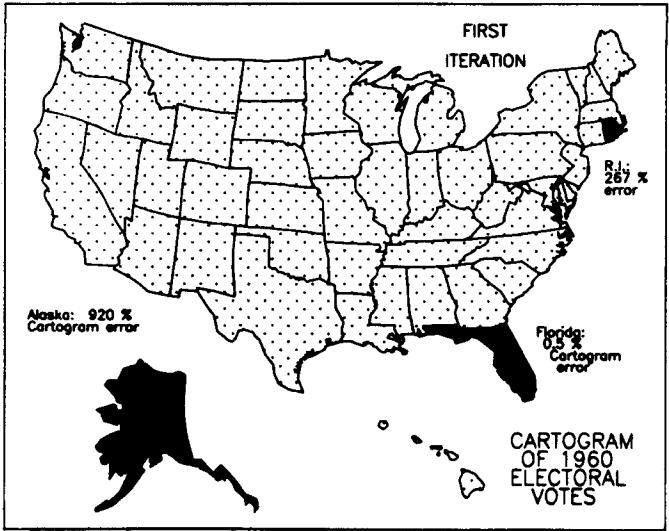 FIRST
ITERATION
R.I.:
267 %
error
Alaska: 920 %
Cartogram error
Florida:
0.5 %
Cartogram
error
CARTOGRAM
OF 1960
ELECTORAL
VOTES